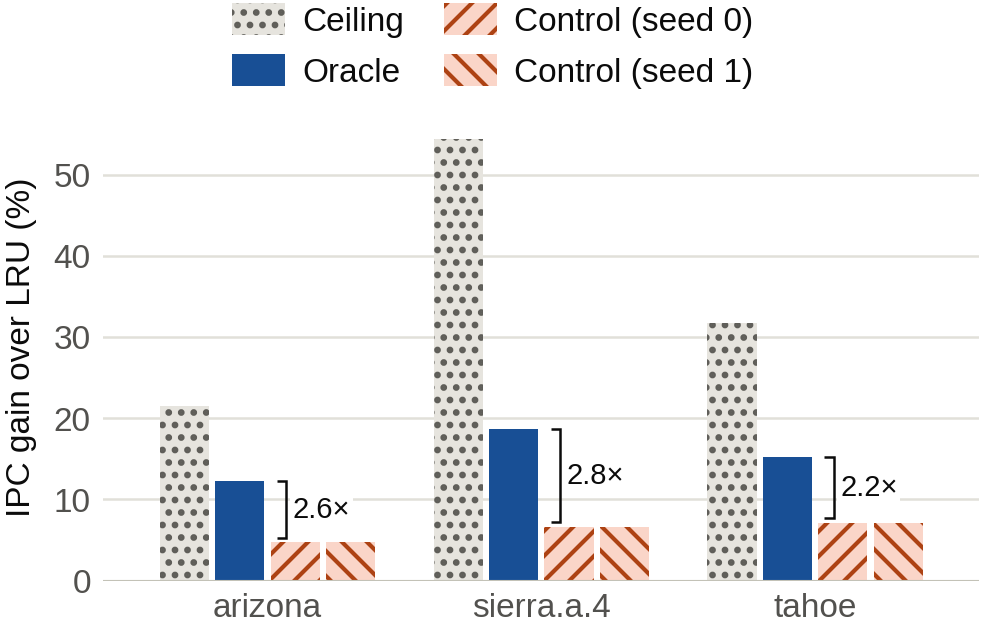 Ceiling
Control (seed 0)
Oracle
Control (seed 1)
IPC gain over LRU (%)
50
40
30
20
10
0
2.6×
2.8×
2.2×
arizona
sierra.a.4
tahoe